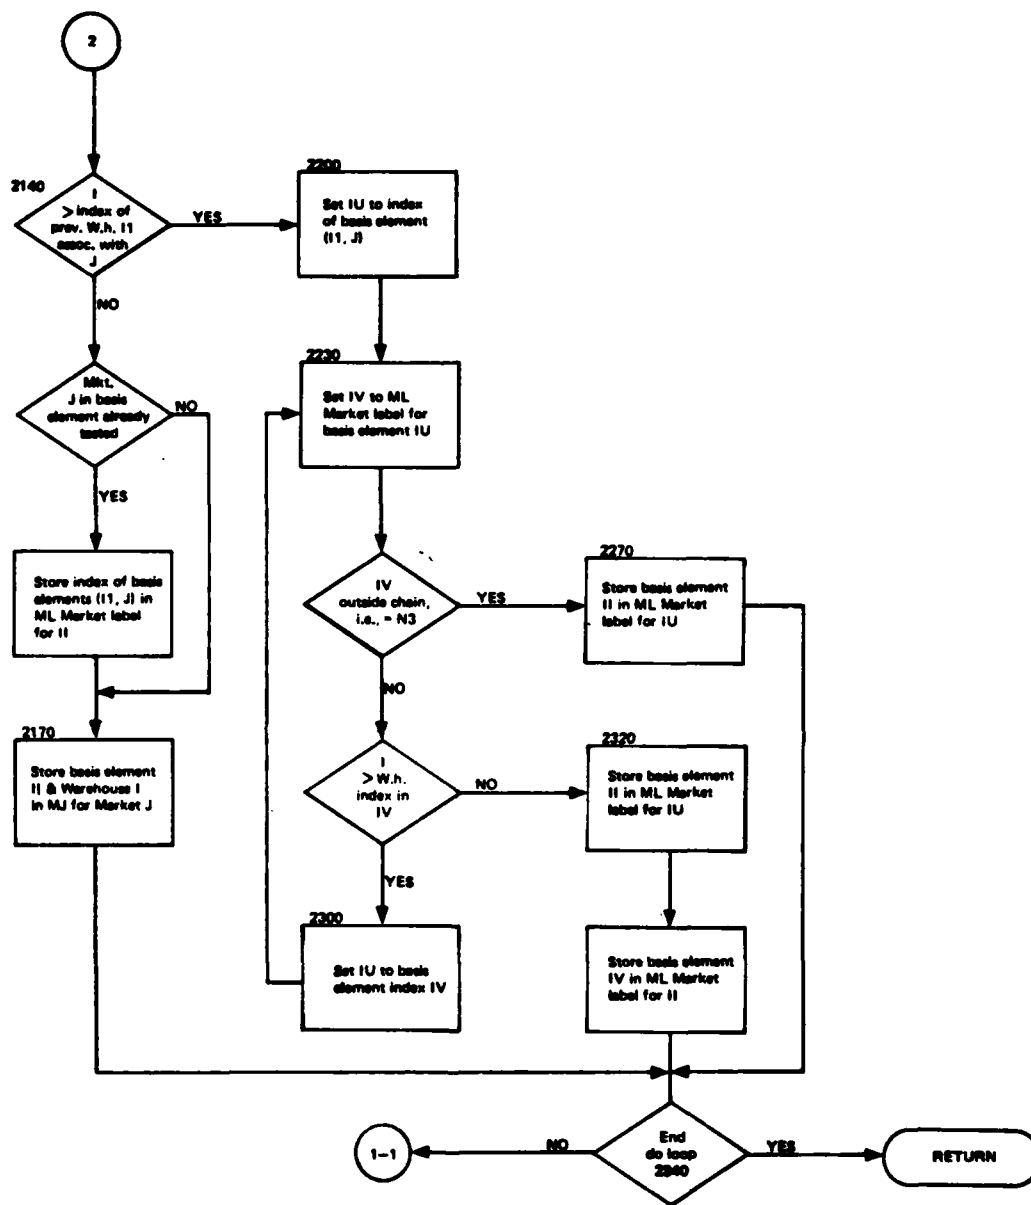 2
2140
I
> index of
prev. W.h. I1
assoc. with
J
YES
NO
2200
Set IU to index
of basis element
(I1, J)
Mkt.
J in basis
element already
tested
NO
YES
2230
Set IV to ML
Market label for
basis element IU
Store index of basis
elements (I1, J) in
ML Market label
for II
IV
outside chain,
i.e., = N3
YES
NO
2270
Store basis element
II in ML Market
label for IU
2170
Store basis element
II & Warehouse I
in MJ for Market J
I
> W.h.
index in
IV
NO
YES
2320
Store basis element
II in ML Market
label for IU
2300
Set IU to basis
element index IV
Store basis element
IV in ML Market
label for II
End
do loop
2340
NO
1-1
YES
RETURN